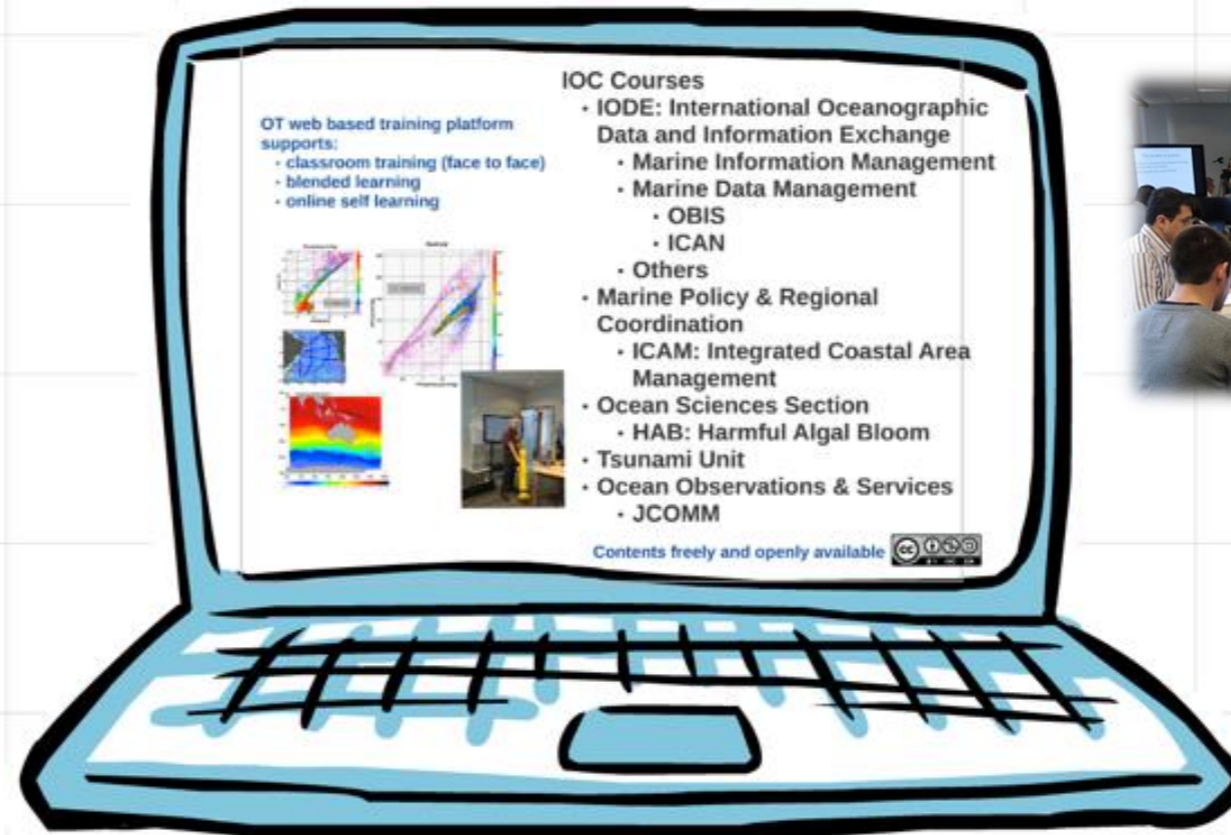 OT web based training platform
supports:
• classroom training (face to face)
• blended learning
• online self learning
IOC Courses
• IODE: International Oceanographic
Data and Information Exchange
• Marine Information Management
• Marine Data Management
• OBIS
• ICAN
• Others
• Marine Policy & Regional
Coordination
• ICAM: Integrated Coastal Area
Management
• Ocean Sciences Section
• HAB: Harmful Algal Bloom
• Tsunami Unit
• Ocean Observations & Services
• JCOMM
Contents freely and openly available
cc